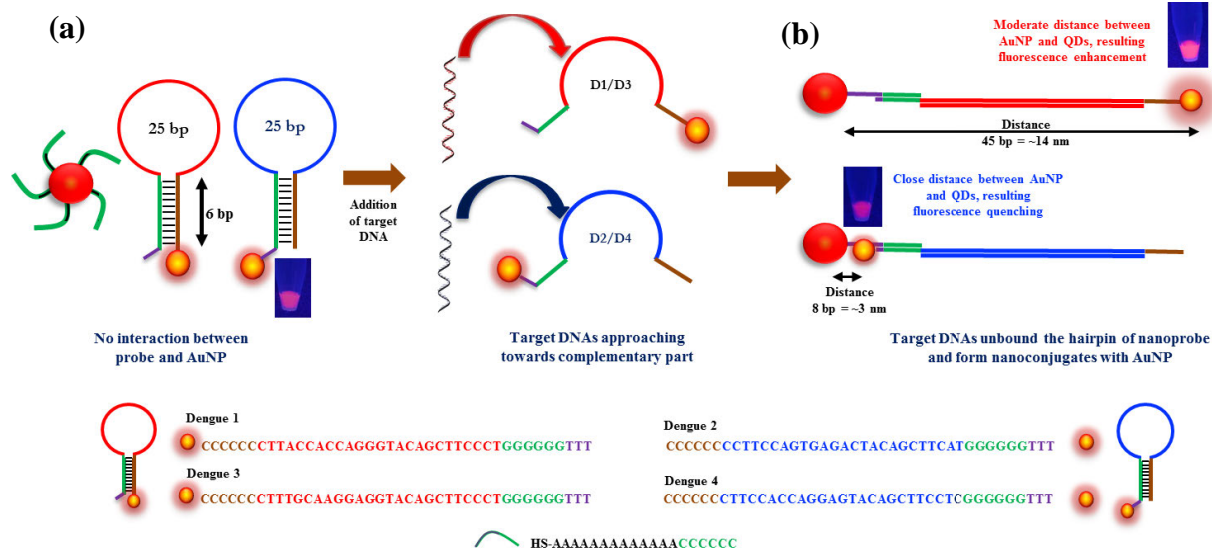 (a)
25 bp
25 bp
6 bp
No interaction between
probe and AuNP
Addition
of target
DNA
D1/D3
D2/D4
Target DNAs approaching
towards complementary part
(b)
Moderate distance between
AuNP and QDs, resulting
fluorescence enhancement
Distance
45 bp = ~14 nm
Close distance between AuNP
and QDs, resulting
fluorescence quenching
Distance
8 bp = ~3 nm
Target DNAs unbound the hairpin of nanoprobe
and form nanoconjugates with AuNP
Dengue 1
CCCCCCCTTACCACCAGGGTACAGCTTCCCTGGGGGGTTT
Dengue 3
CCCCCCCTTTGCAAGGAGGTACAGCTTCCCTGGGGGGTTT
Dengue 2
CCCCCCCCTTCCAGTGAGACTACAGCTTCATGGGGGGTTT
Dengue 4
CCCCCCCTTCCACCAGGAGTACAGCTTCCTCGGGGGGTTT
HS-AAAAAAAAAAAAACCCCCC